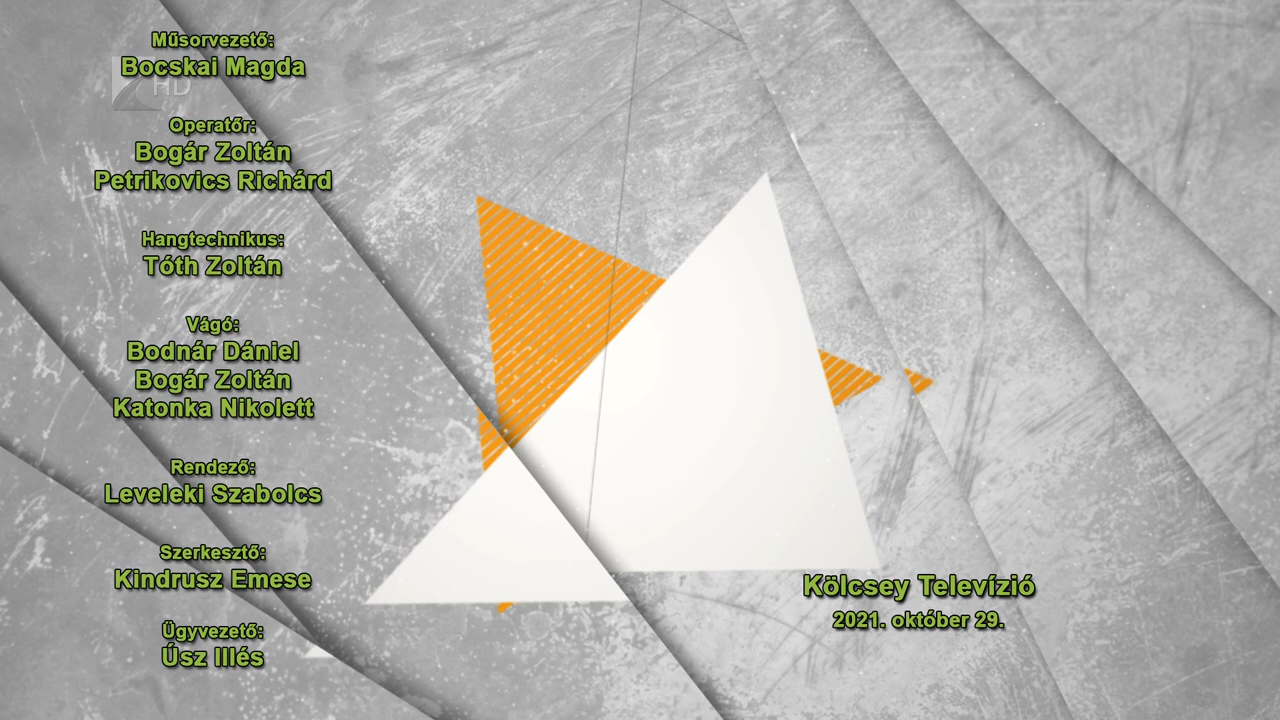 Műsorvezető:
Bocskai Magda
HD
Operatőr:
Bogár Zoltán
Petrikovics Richárd
Hangtechnikus:
Tóth Zoltán
Vágó:
Bodnár Dániel
Bogár Zoltán
Katonka Nikolett
Rendező:
Leveleki Szabolcs
Szerkesztő:
Kindrusz Emese
Ügyvezető:
Úsz Illés
Kölcsey Televízió
2021. október 29.